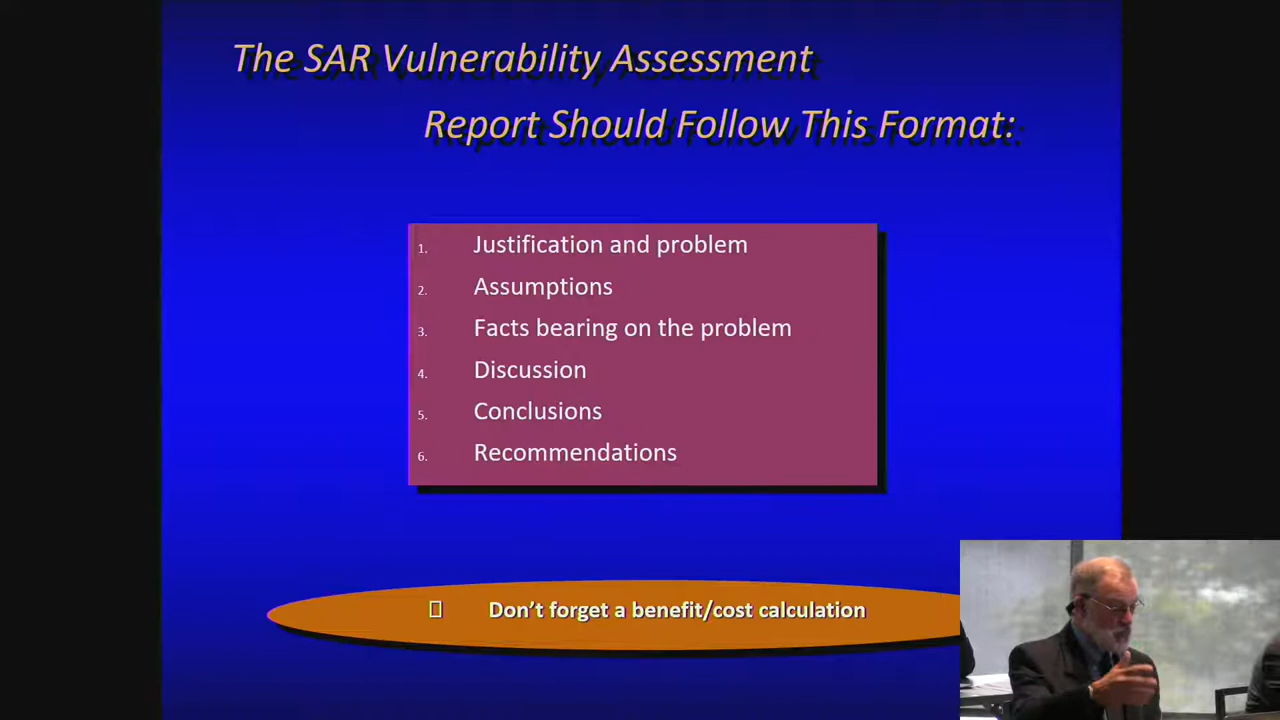 The SAR Vulnerability Assessment
Report Should Follow This Format:
1. Justification and problem
2. Assumptions
3. Facts bearing on the problem
4. Discussion
5. Conclusions
6. Recommendations
Don't forget a benefit/cost calculation